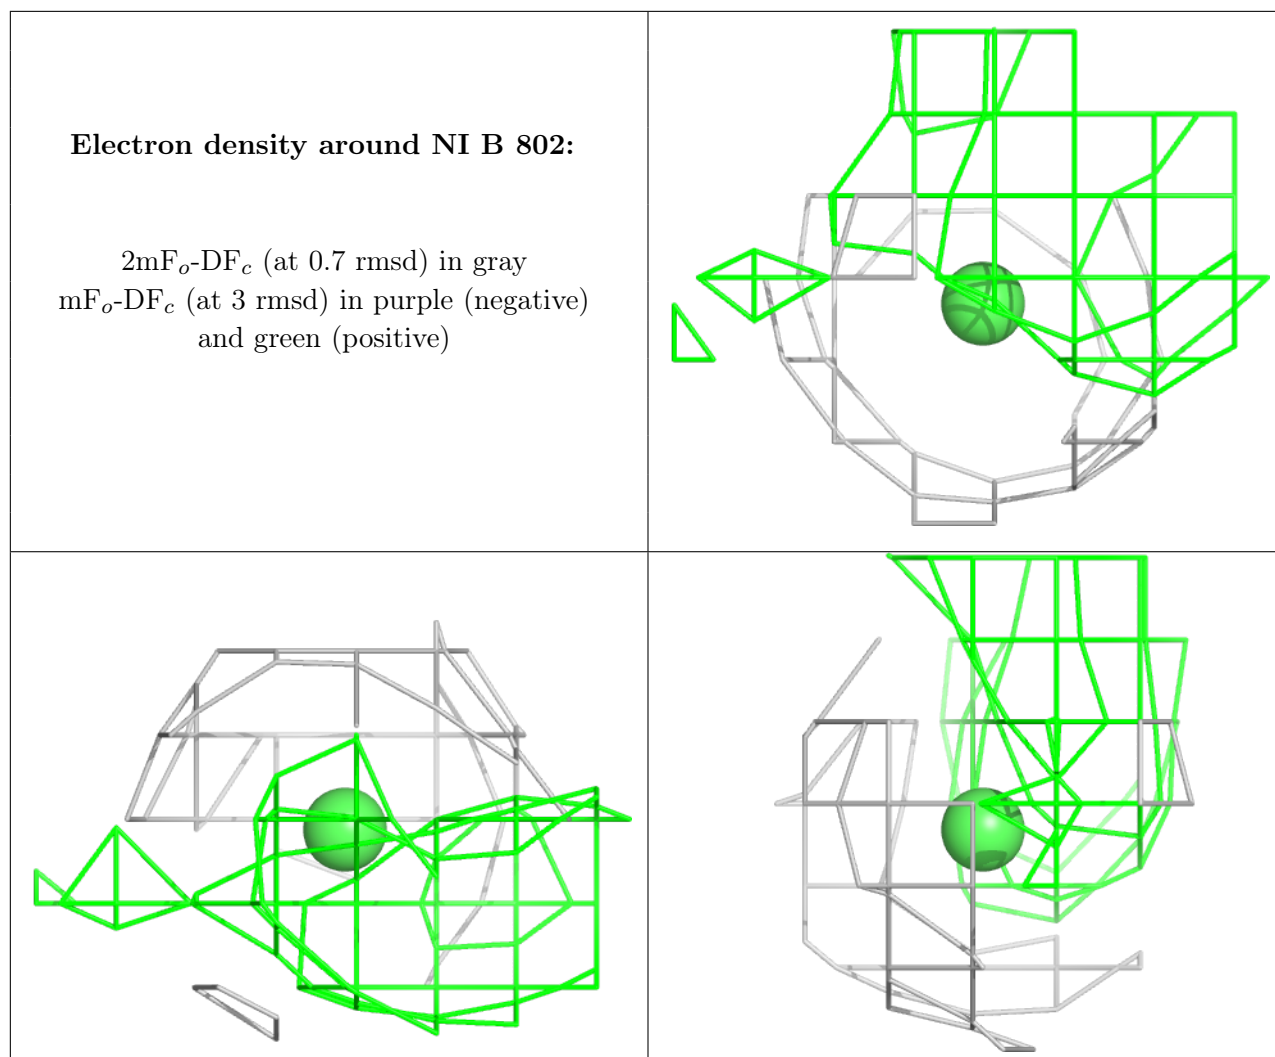 Electron density around NI B 802:
2mFo-DFc (at 0.7 rmsd) in gray
mFo-DFc (at 3 rmsd) in purple (negative)
and green (positive)